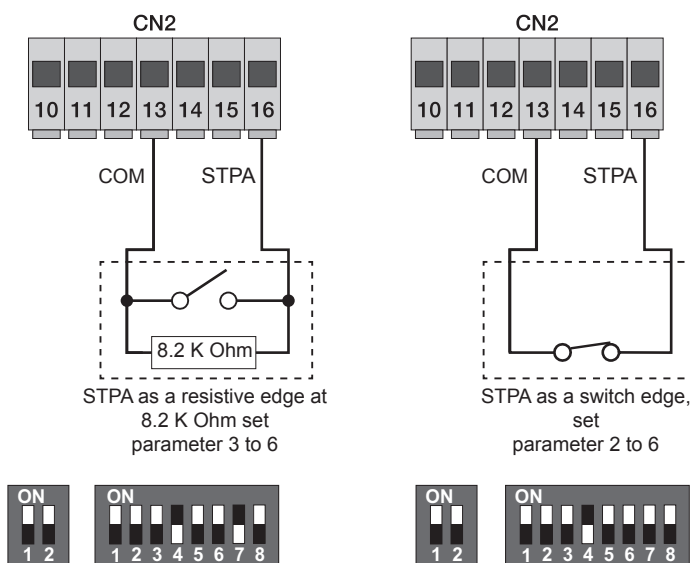 CN2
10 11 12 13 14 15 16
COM STPA
8.2 K Ohm
STPA as a resistive edge at
8.2 K Ohm set
parameter 3 to 6
ON
1 2
ON
1 2 3 4 5 6 7 8
CN2
10 11 12 13 14 15 16
COM STPA
STPA as a switch edge,
set
parameter 2 to 6
ON
1 2
ON
1 2 3 4 5 6 7 8